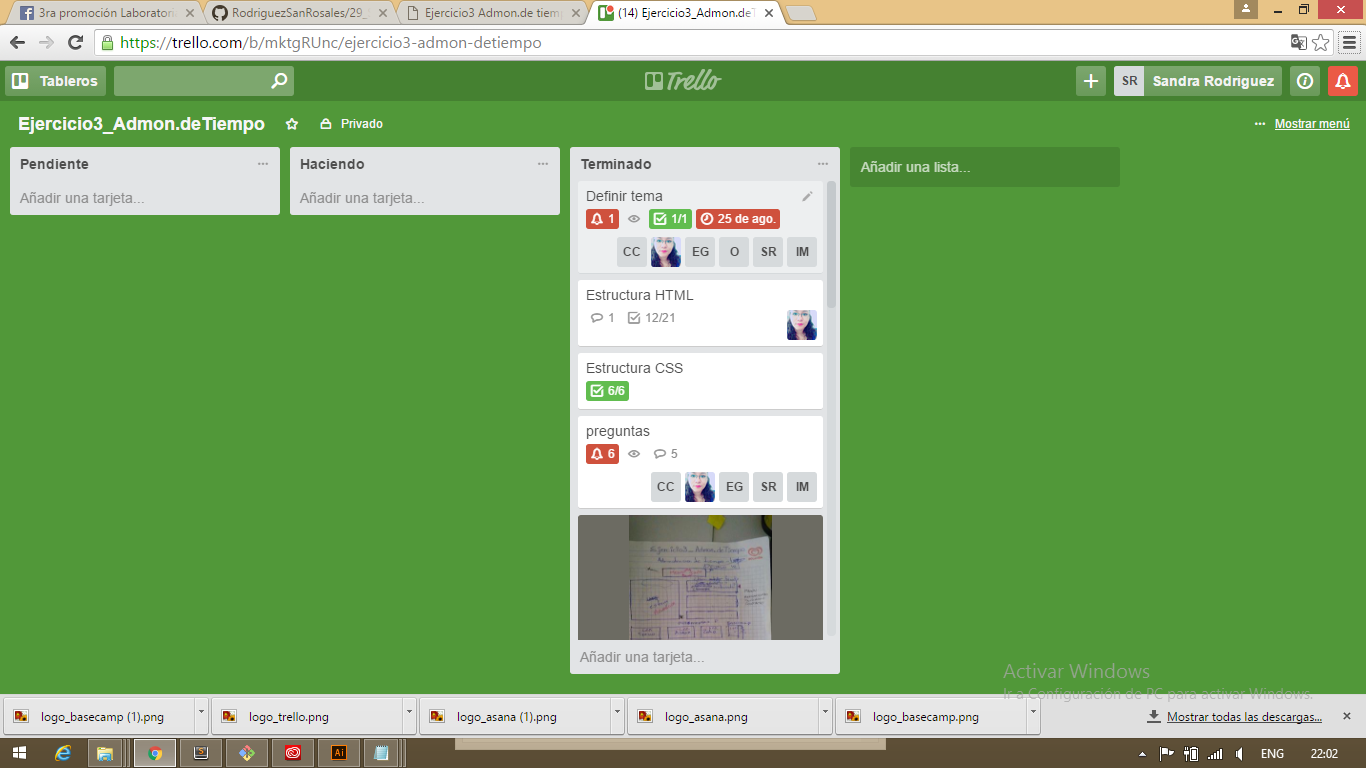 3ra promoción Laboratori
RodriguezSanRosales/29_
Ejercicio3 Admon.de tiem
(14) Ejercicio3_Admon.deT
https://trello.com/b/mktgRUnc/ejercicio3-admon-detiempo
Tableros
Trello
SR Sandra Rodriguez
Ejercicio3_Admon.deTiempo
Privado
Mostrar menú
Pendiente
Añadir una tarjeta...
Haciendo
Añadir una tarjeta...
Terminado
Definir tema
1 1/1 25 de ago.
CC EG O SR IM
Estructura HTML
1 12/21
Estructura CSS
6/6
preguntas
6 5
CC EG SR IM
Añadir una tarjeta...
Añadir una lista...
Activar Windows
Ir a Configuración de PC para activar Windows.
logo_basecamp (1).png
logo_trello.png
logo_asana (1).png
logo_asana.png
logo_basecamp.png
Mostrar todas las descargas...
Ai
ENG
22:02